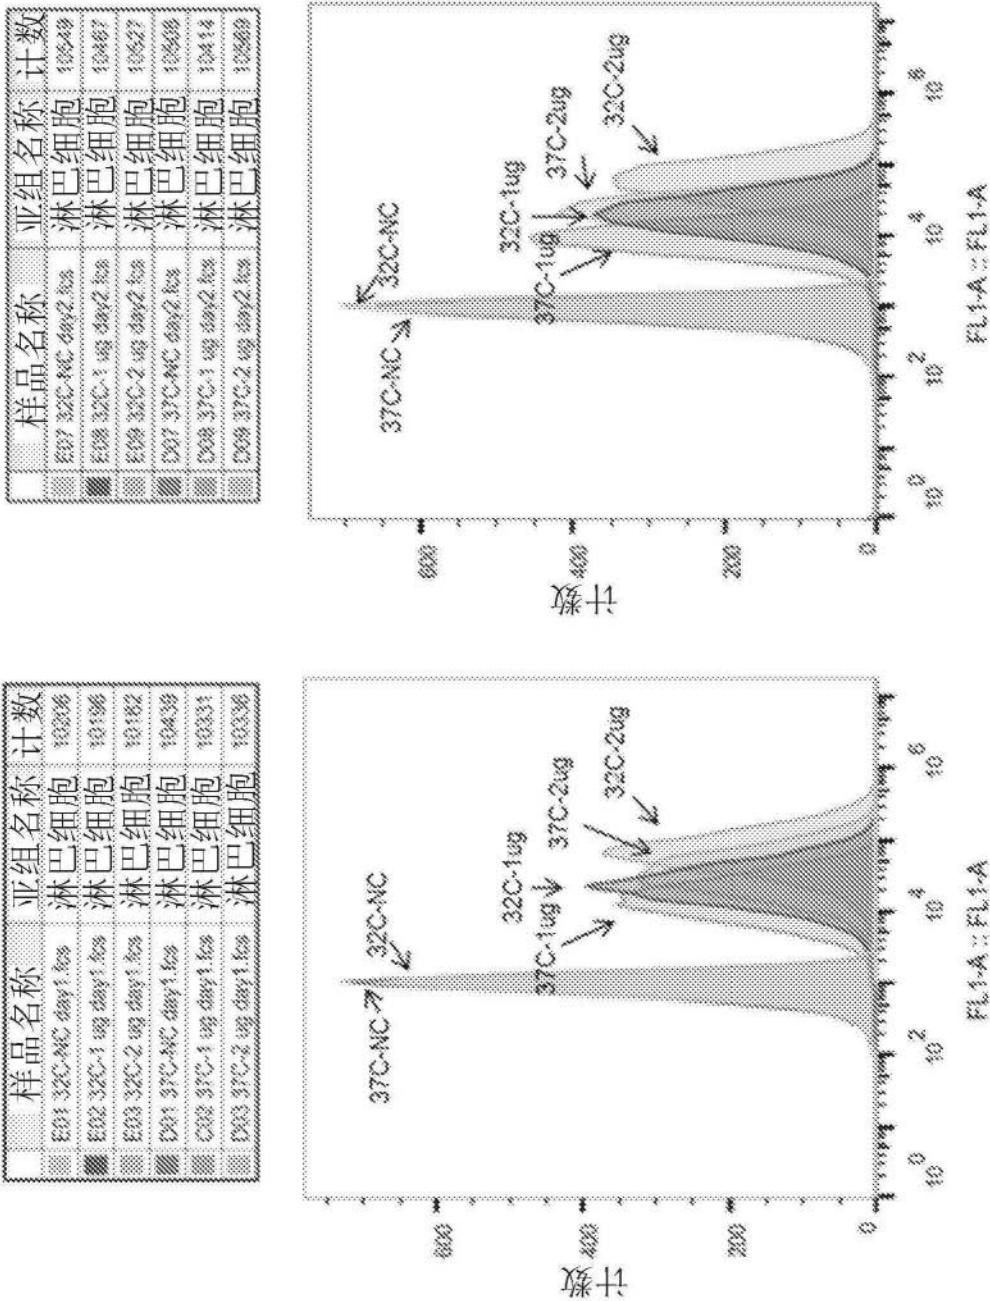 样品名称 亚组名称 计数
E01 32C-NC day1.fcs 淋巴细胞 10206
E02 32C-1 ug day1.fcs 淋巴细胞 10196
E03 32C-2 ug day1.fcs 淋巴细胞 10162
D01 37C-NC day1.fcs 淋巴细胞 10439
C02 37C-1 ug day1.fcs 淋巴细胞 10331
D03 37C-2 ug day1.fcs 淋巴细胞 10336
计数
600
400
200
0
37C-NC
32C-NC
37C-1ug
32C-1ug
37C-2ug
32C-2ug
10^0 10^2 10^4 10^6
FL1-A :: FL1-A
样品名称 亚组名称 计数
E07 32C-NC day2.fcs 淋巴细胞 10549
E08 32C-1 ug day2.fcs 淋巴细胞 10467
E09 32C-2 ug day2.fcs 淋巴细胞 10527
D07 37C-NC day2.fcs 淋巴细胞 10509
D08 37C-1 ug day2.fcs 淋巴细胞 10414
D09 37C-2 ug day2.fcs 淋巴细胞 10569
计数
600
400
200
0
37C-NC
32C-NC
37C-1ug
32C-1ug
37C-2ug
32C-2ug
10^0 10^2 10^4 10^6
FL1-A :: FL1-A